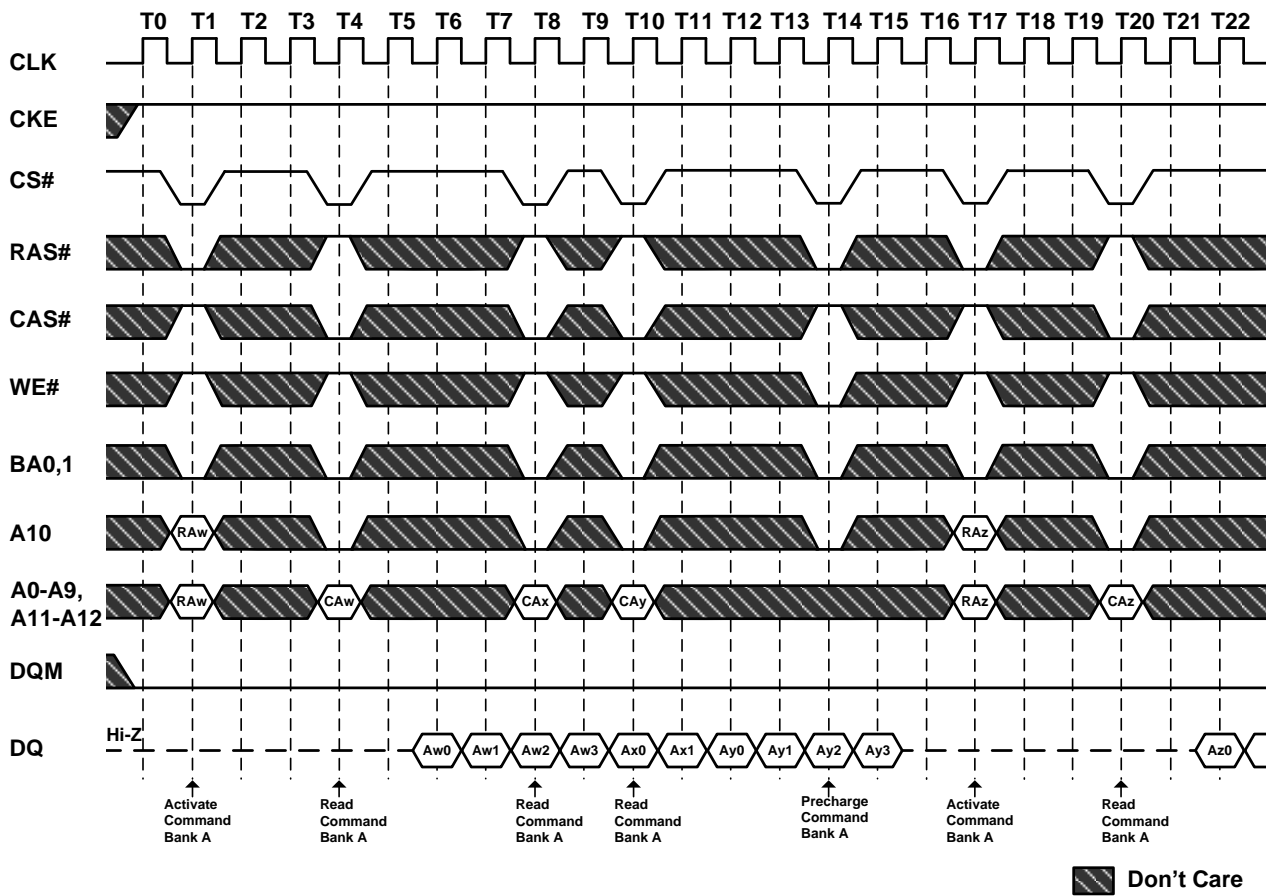 T0 T1 T2 T3 T4 T5 T6 T7 T8 T9 T10 T11 T12 T13 T14 T15 T16 T17 T18 T19 T20 T21 T22
CLK
CKE
CS#
RAS#
CAS#
WE#
BA0,1
A10
RAw RAz
A0-A9,
A11-A12
RAw CAw CAx CAy RAz CAz
DQM
DQ
Hi-Z
Aw0 Aw1 Aw2 Aw3 Ax0 Ax1 Ay0 Ay1 Ay2 Ay3 Az0
Activate
Command
Bank A
Read
Command
Bank A
Read
Command
Bank A
Read
Command
Bank A
Precharge
Command
Bank A
Activate
Command
Bank A
Read
Command
Bank A
Don't Care